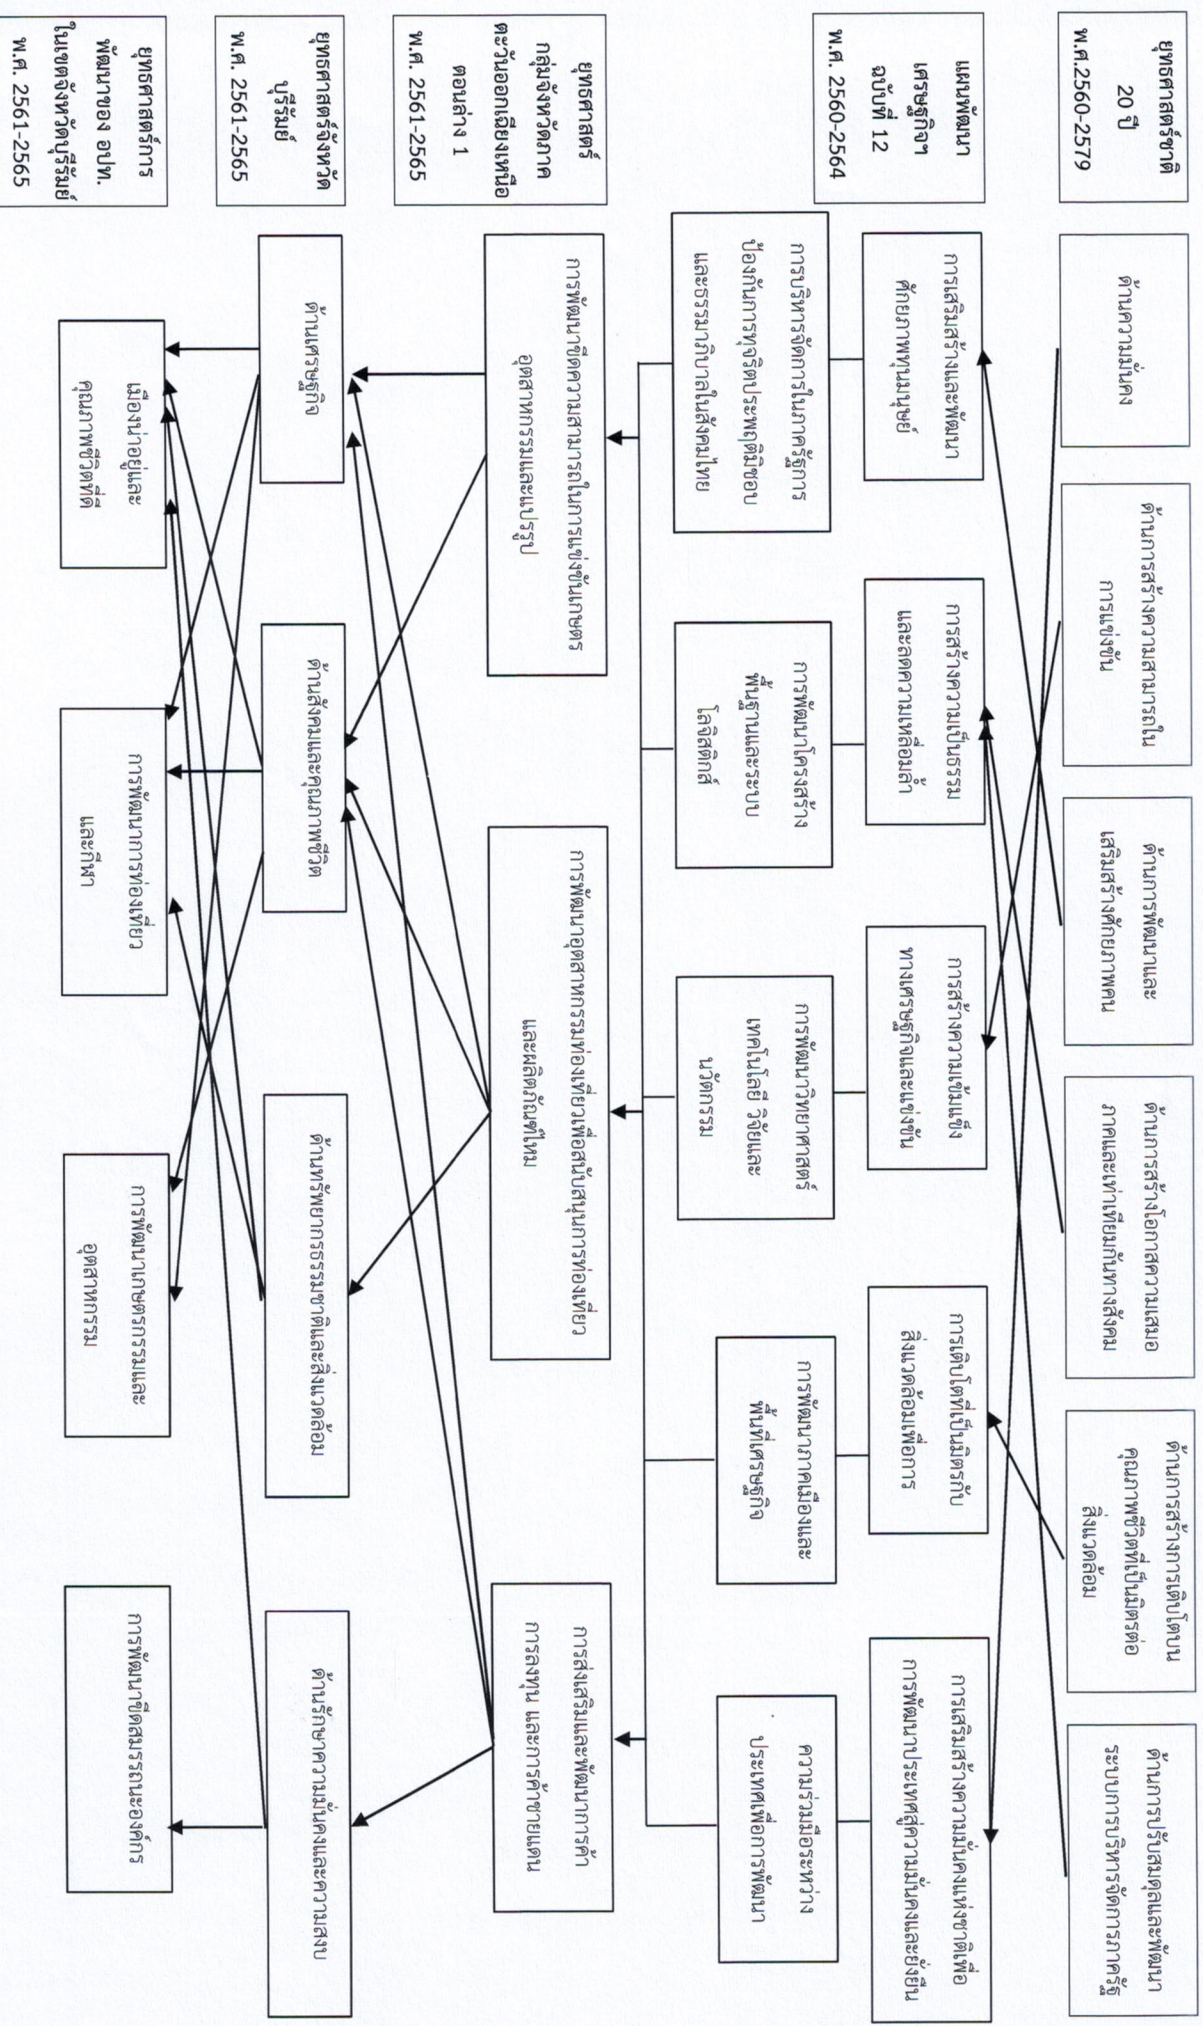 ยุทธศาสตร์ชาติ
20 ปี
พ.ศ.2560-2579
ด้านความมั่นคง
ด้านการสร้างความสามารถใน
การแข่งขัน
ด้านการพัฒนาและ
เสริมสร้างศักยภาพคน
ด้านการสร้างโอกาสความเสมอ
ภาคและเท่าเทียมกันทางสังคม
ด้านการสร้างการเติบโตบน
คุณภาพชีวิตที่เป็นมิตรต่อ
สิ่งแวดล้อม
ด้านการปรับสมดุลและพัฒนา
ระบบการบริหารจัดการภาครัฐ
แผนพัฒนา
เศรษฐกิจฯ
ฉบับที่ 12
พ.ศ. 2560-2564
การเสริมสร้างและพัฒนา
ศักยภาพทุนมนุษย์
การสร้างความเป็นธรรม
และลดความเหลื่อมล้ำ
การสร้างความเข้มแข็ง
ทางเศรษฐกิจและแข่งขัน
การเติบโตที่เป็นมิตรกับ
สิ่งแวดล้อมเพื่อการ
การเสริมสร้างความมั่นคงแห่งชาติเพื่อ
การพัฒนาประเทศสู่ความมั่นคงและยั่งยืน
การบริหารจัดการในภาครัฐการ
ป้องกันการทุจริตประพฤติมิชอบ
และธรรมาภิบาลในสังคมไทย
การพัฒนาโครงสร้าง
พื้นฐานและระบบ
โลจิสติกส์
การพัฒนาวิทยาศาสตร์
เทคโนโลยี วิจัยและ
นวัตกรรม
การพัฒนาภาคเมืองและ
พื้นที่เศรษฐกิจ
ความร่วมมือระหว่าง
ประเทศเพื่อการพัฒนา
ยุทธศาสตร์
กลุ่มจังหวัดภาค
ตะวันออกเฉียงเหนือ
ตอนล่าง 1
พ.ศ. 2561-2565
การพัฒนาขีดความสามารถในการแข่งขันเกษตร
อุตสาหกรรมและแปรรูป
การพัฒนาอุตสาหกรรมท่องเที่ยวเพื่อสนับสนุนการท่องเที่ยว
และผลิตภัณฑ์ไหม
การส่งเสริมและพัฒนาการค้า
การลงทุน และการค้าชายแดน
ยุทธศาสตร์จังหวัด
บุรีรัมย์
พ.ศ. 2561-2565
ด้านเศรษฐกิจ
ด้านสังคมและคุณภาพชีวิต
ด้านทรัพยากรธรรมชาติและสิ่งแวดล้อม
ด้านรักษาความมั่นคงและความสงบ
ยุทธศาสตร์การ
พัฒนาของ อปท.
ในเขตจังหวัดบุรีรัมย์
พ.ศ. 2561-2565
เมืองน่าอยู่และ
คุณภาพชีวิตที่ดี
การพัฒนาการท่องเที่ยว
และกีฬา
การพัฒนาเกษตรกรรมและ
อุตสาหกรรม
การพัฒนาขีดสมรรถนะองค์กร